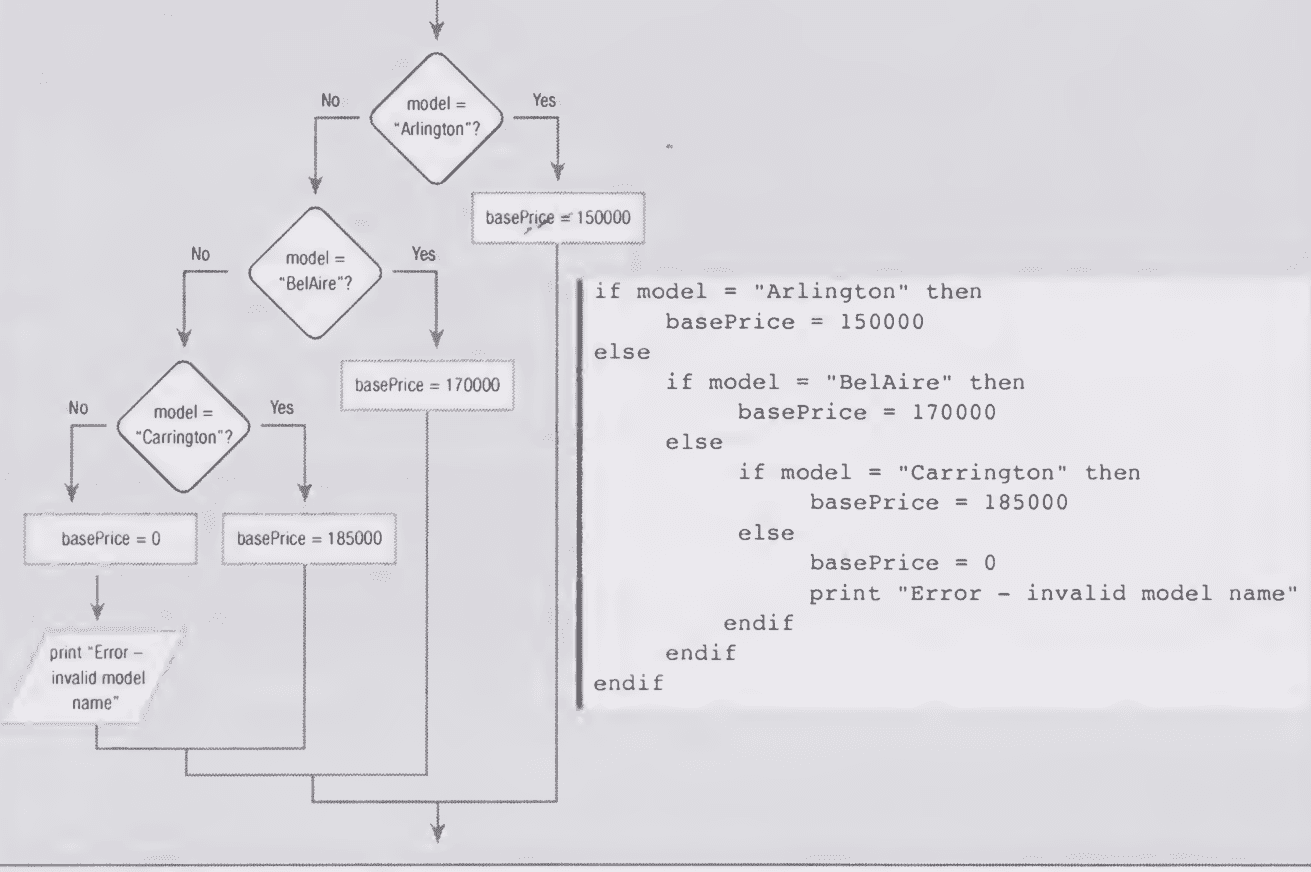 No
model =
"Arlington"?
Yes
basePrice = 150000
No
model =
"BelAire"?
Yes
basePrice = 170000
No
model =
"Carrington"?
Yes
basePrice = 0
basePrice = 185000
print "Error –
invalid model
name"
if model = "Arlington" then
basePrice = 150000
else
if model = "BelAire" then
basePrice = 170000
else
if model = "Carrington" then
basePrice = 185000
else
basePrice = 0
print "Error – invalid model name"
endif
endif
endif